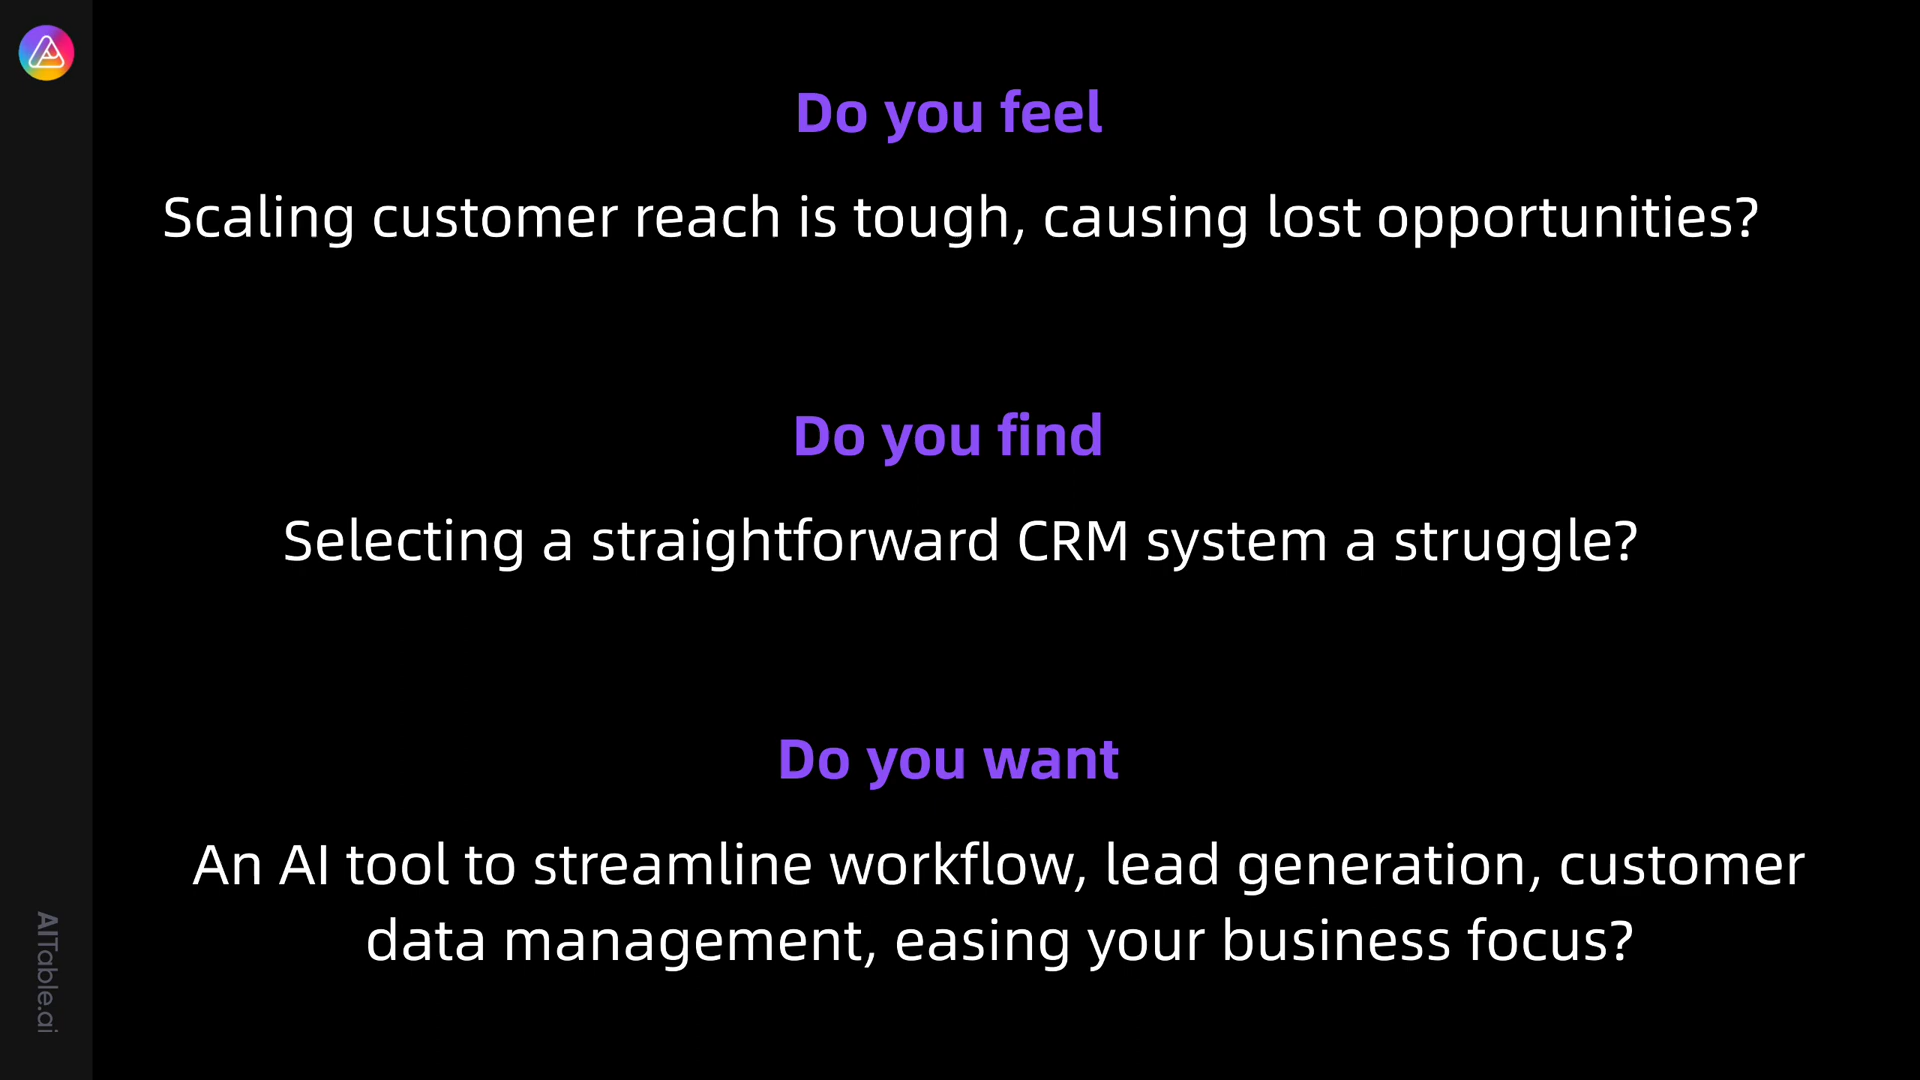 Do you feel
Scaling customer reach is tough, causing lost opportunities?
Do you find
Selecting a straightforward CRM system a struggle?
Do you want
An AI tool to streamline workflow, lead generation, customer
data management, easing your business focus?
AITable.ai